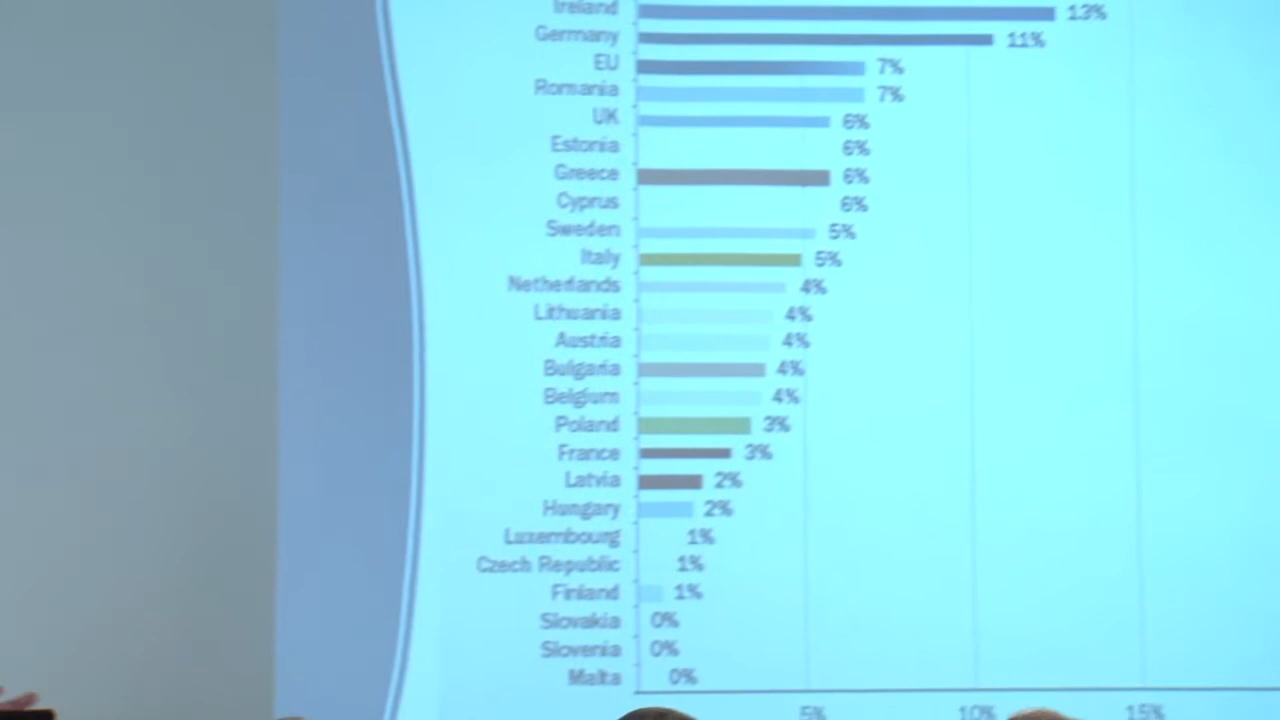 Ireland 13%
Germany 11%
EU 7%
Romania 7%
UK 6%
Estonia 6%
Greece 6%
Cyprus 6%
Sweden 5%
Italy 5%
Netherlands 4%
Lithuania 4%
Austria 4%
Bulgaria 4%
Belgium 4%
Poland 3%
France 3%
Latvia 2%
Hungary 2%
Luxembourg 1%
Czech Republic 1%
Finland 1%
Slovakia 0%
Slovenia 0%
Malta 0%
5% 10% 15%